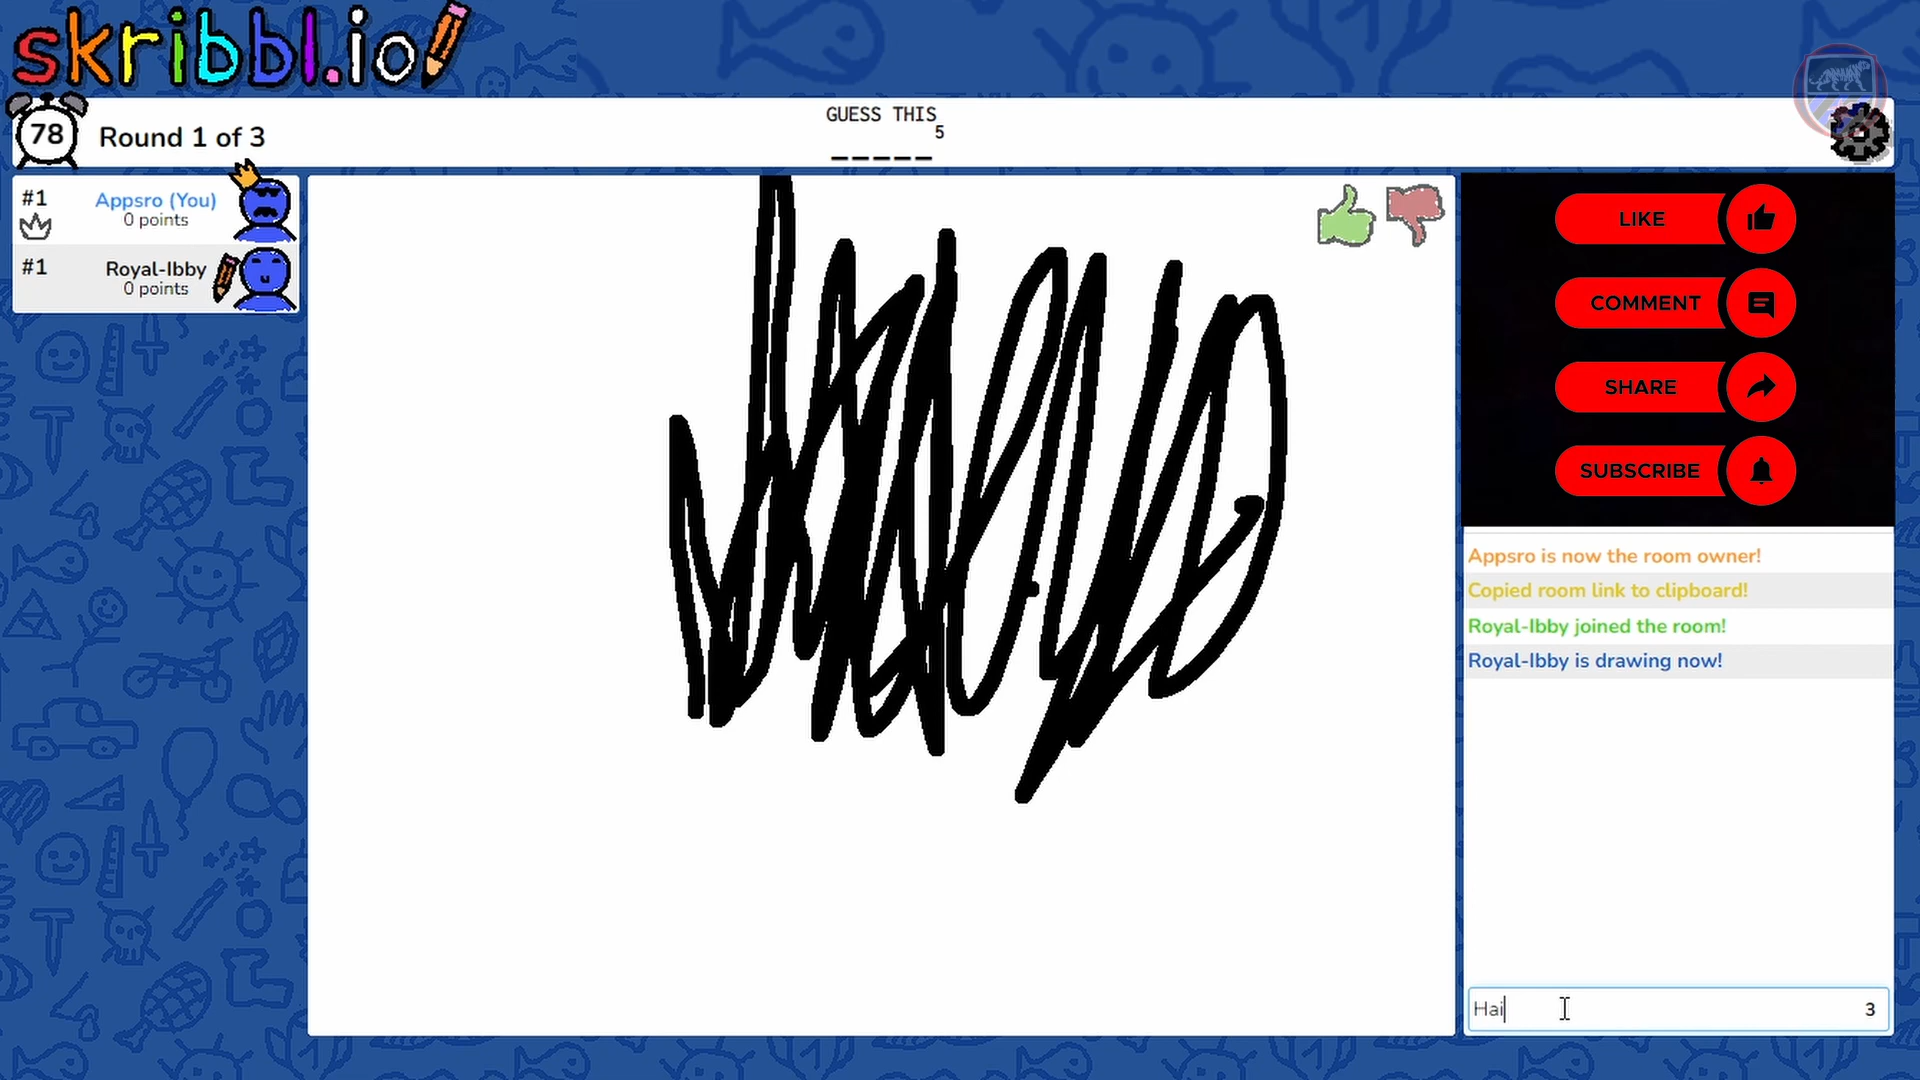 skribbl.io
78
Round 1 of 3
GUESS THIS
5
_____
#1
Appsro (You)
0 points
#1
Royal-Ibby
0 points
LIKE
COMMENT
SHARE
SUBSCRIBE
Appsro is now the room owner!
Copied room link to clipboard!
Royal-Ibby joined the room!
Royal-Ibby is drawing now!
Hai
3